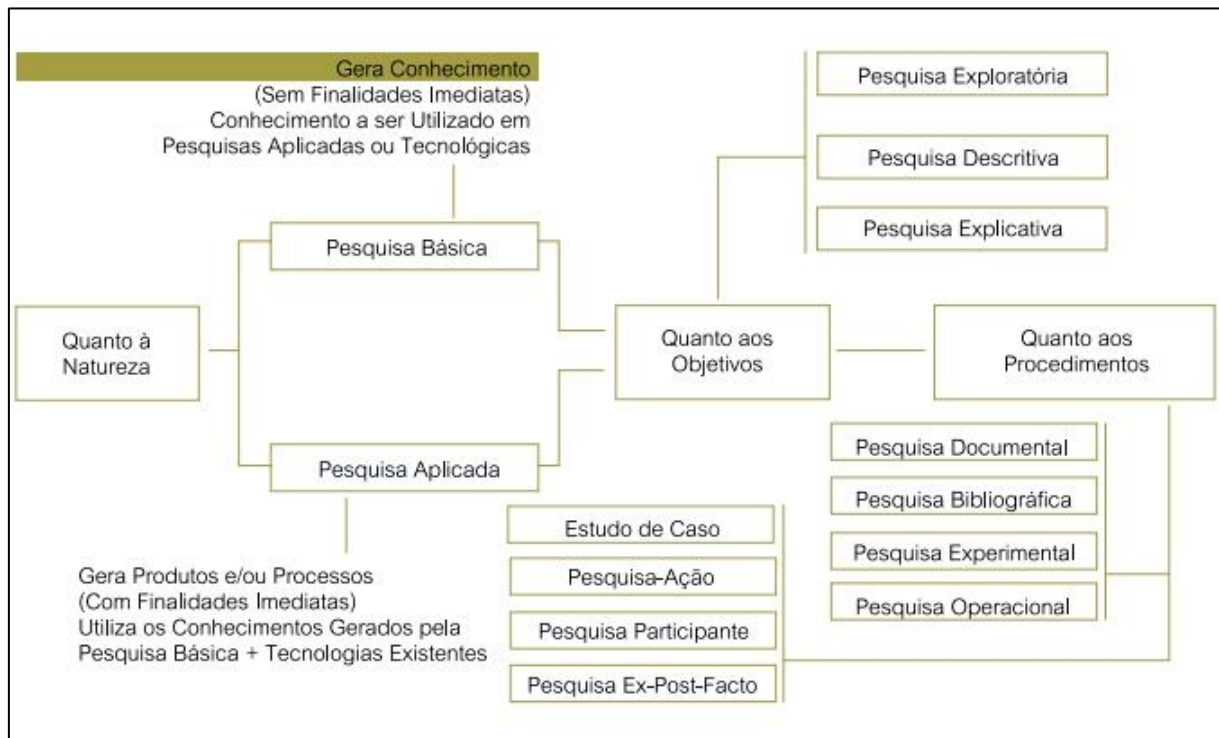 Gera Conhecimento
(Sem Finalidades Imediatas)
Conhecimento a ser Utilizado em
Pesquisas Aplicadas ou Tecnológicas
Pesquisa Exploratória
Pesquisa Descritiva
Pesquisa Explicativa
Pesquisa Básica
Quanto à
Natureza
Quanto aos
Objetivos
Quanto aos
Procedimentos
Pesquisa Aplicada
Gera Produtos e/ou Processos
(Com Finalidades Imediatas)
Utiliza os Conhecimentos Gerados pela
Pesquisa Básica + Tecnologias Existentes
Estudo de Caso
Pesquisa-Ação
Pesquisa Participante
Pesquisa Ex-Post-Facto
Pesquisa Documental
Pesquisa Bibliográfica
Pesquisa Experimental
Pesquisa Operacional